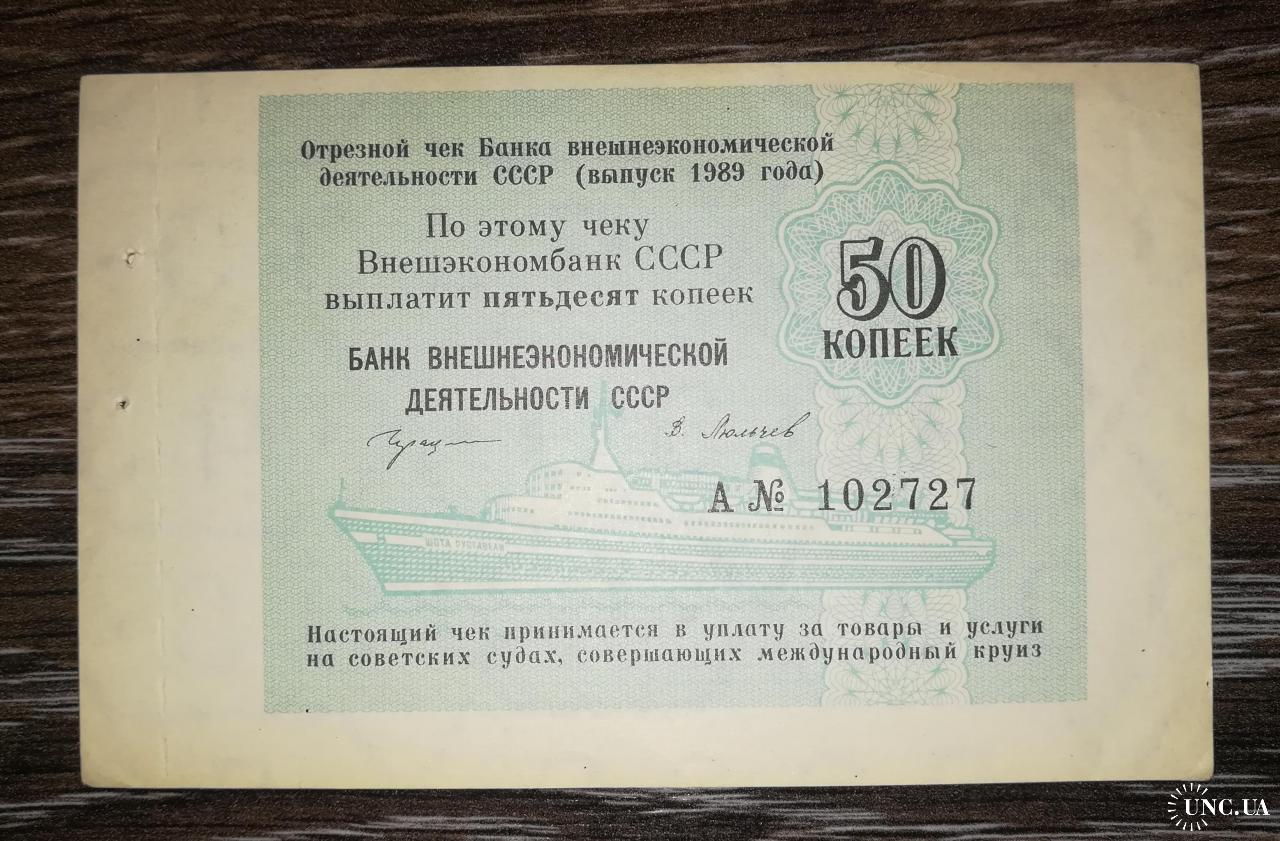 Отрезной чек Банка внешнеэкономической
деятельности СССР (выпуск 1989 года)
По этому чеку
Внешэкономбанк СССР
выплатит пятьдесят копеек
50
КОПЕЕК
БАНК ВНЕШНЕЭКОНОМИЧЕСКОЙ
ДЕЯТЕЛЬНОСТИ СССР
В. Люльчев
А № 102727
ШОТА РУСТАВЕЛИ
Настоящий чек принимается в уплату за товары и услуги
на советских судах, совершающих международный круиз
UNC.UA